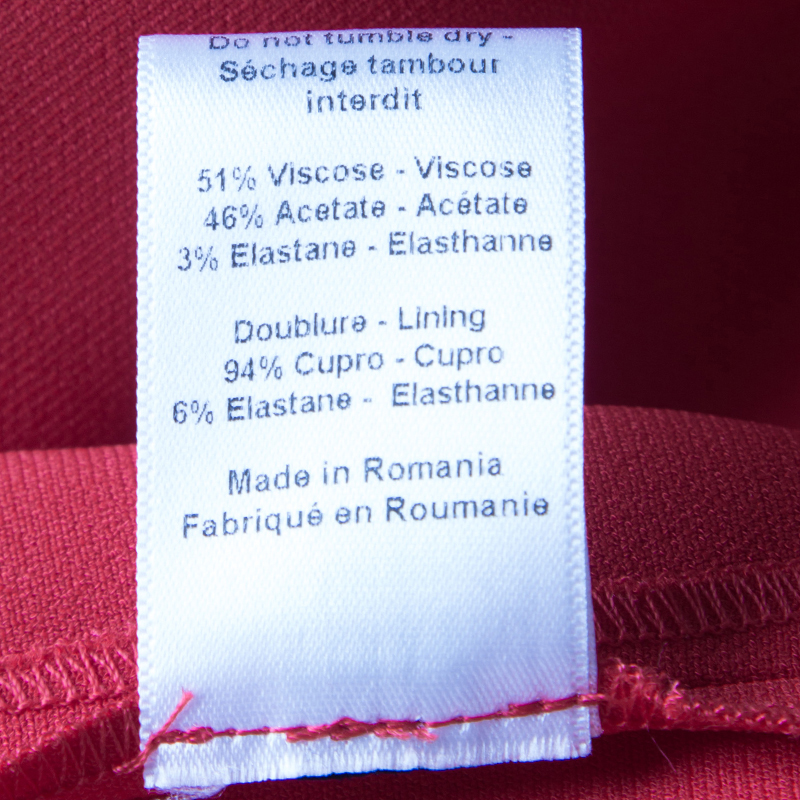 Do not tumble dry -
Séchage tambour
interdit
51% Viscose - Viscose
46% Acetate - Acétate
3% Elastane - Elasthanne
Doublure - Lining
94% Cupro - Cupro
6% Elastane - Elasthanne
Made in Romania
Fabriqué en Roumanie